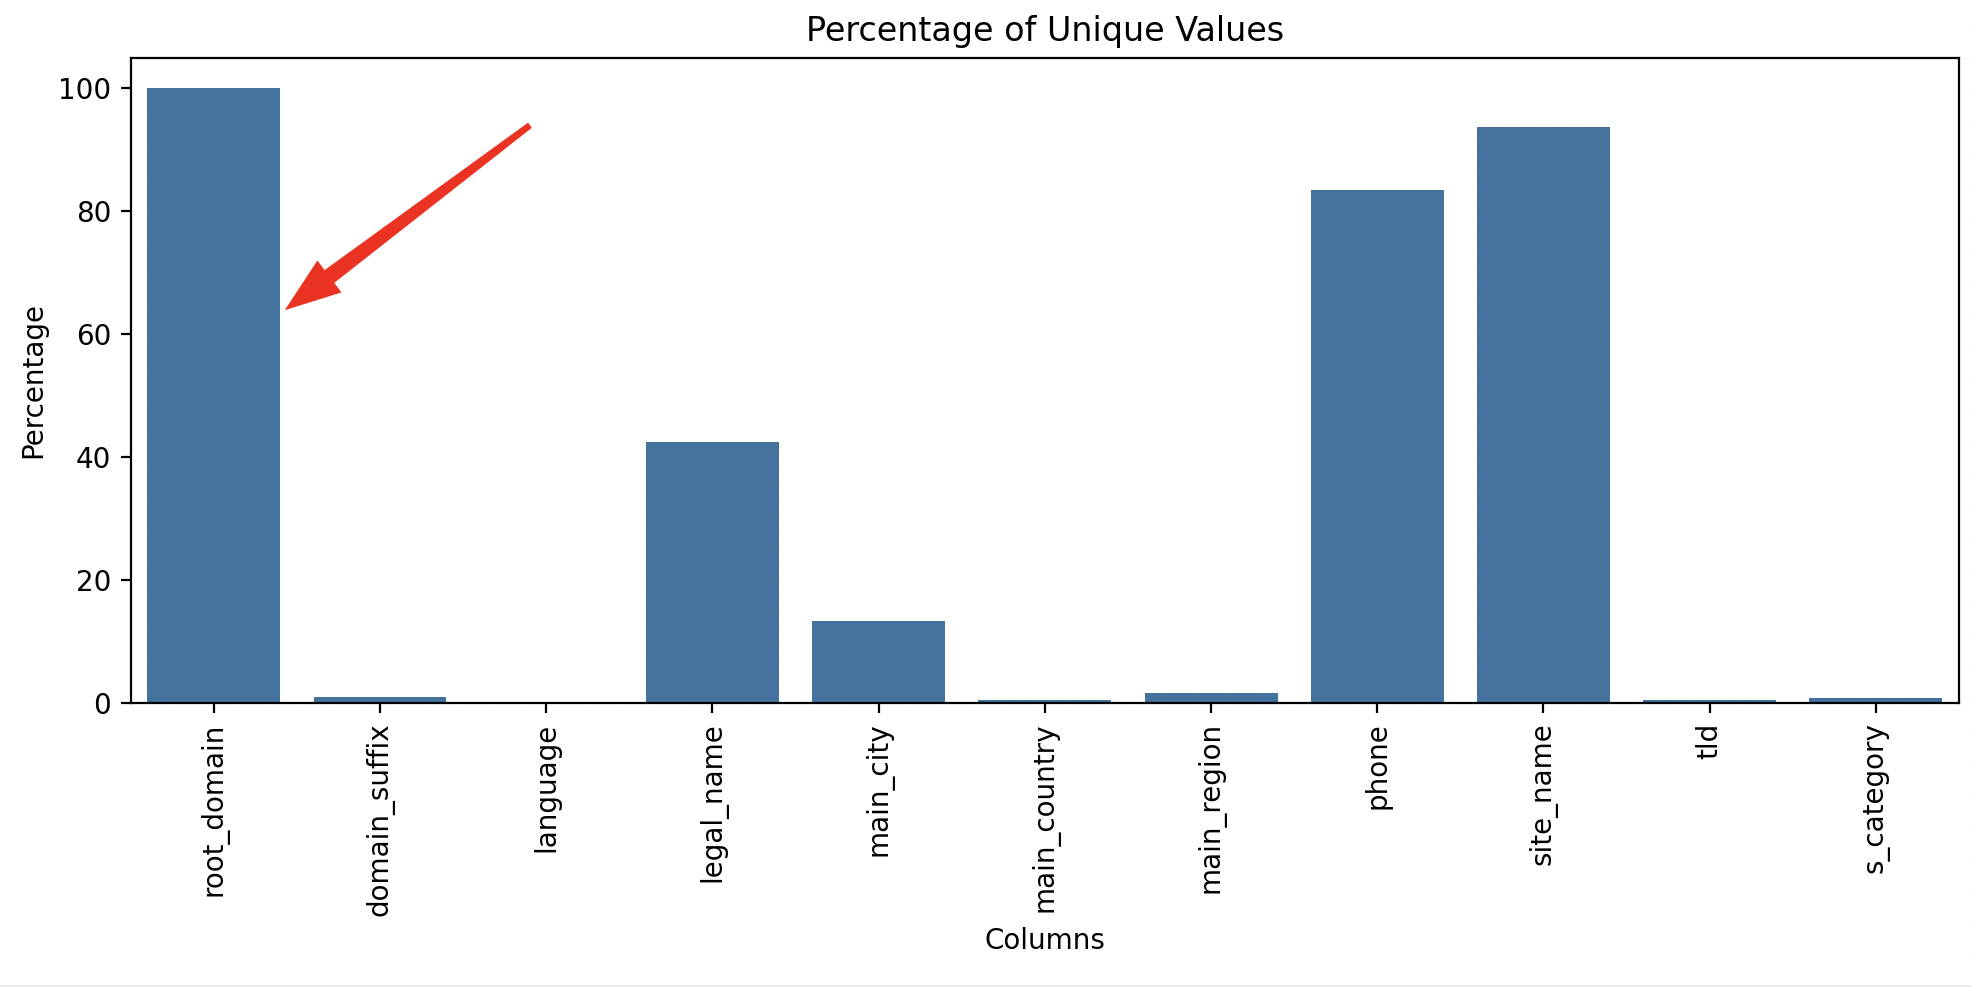 Percentage of Unique Values
100
80
60
40
20
0
Percentage
root_domain
domain_suffix
language
legal_name
main_city
main_country
main_region
phone
site_name
tld
s_category
Columns